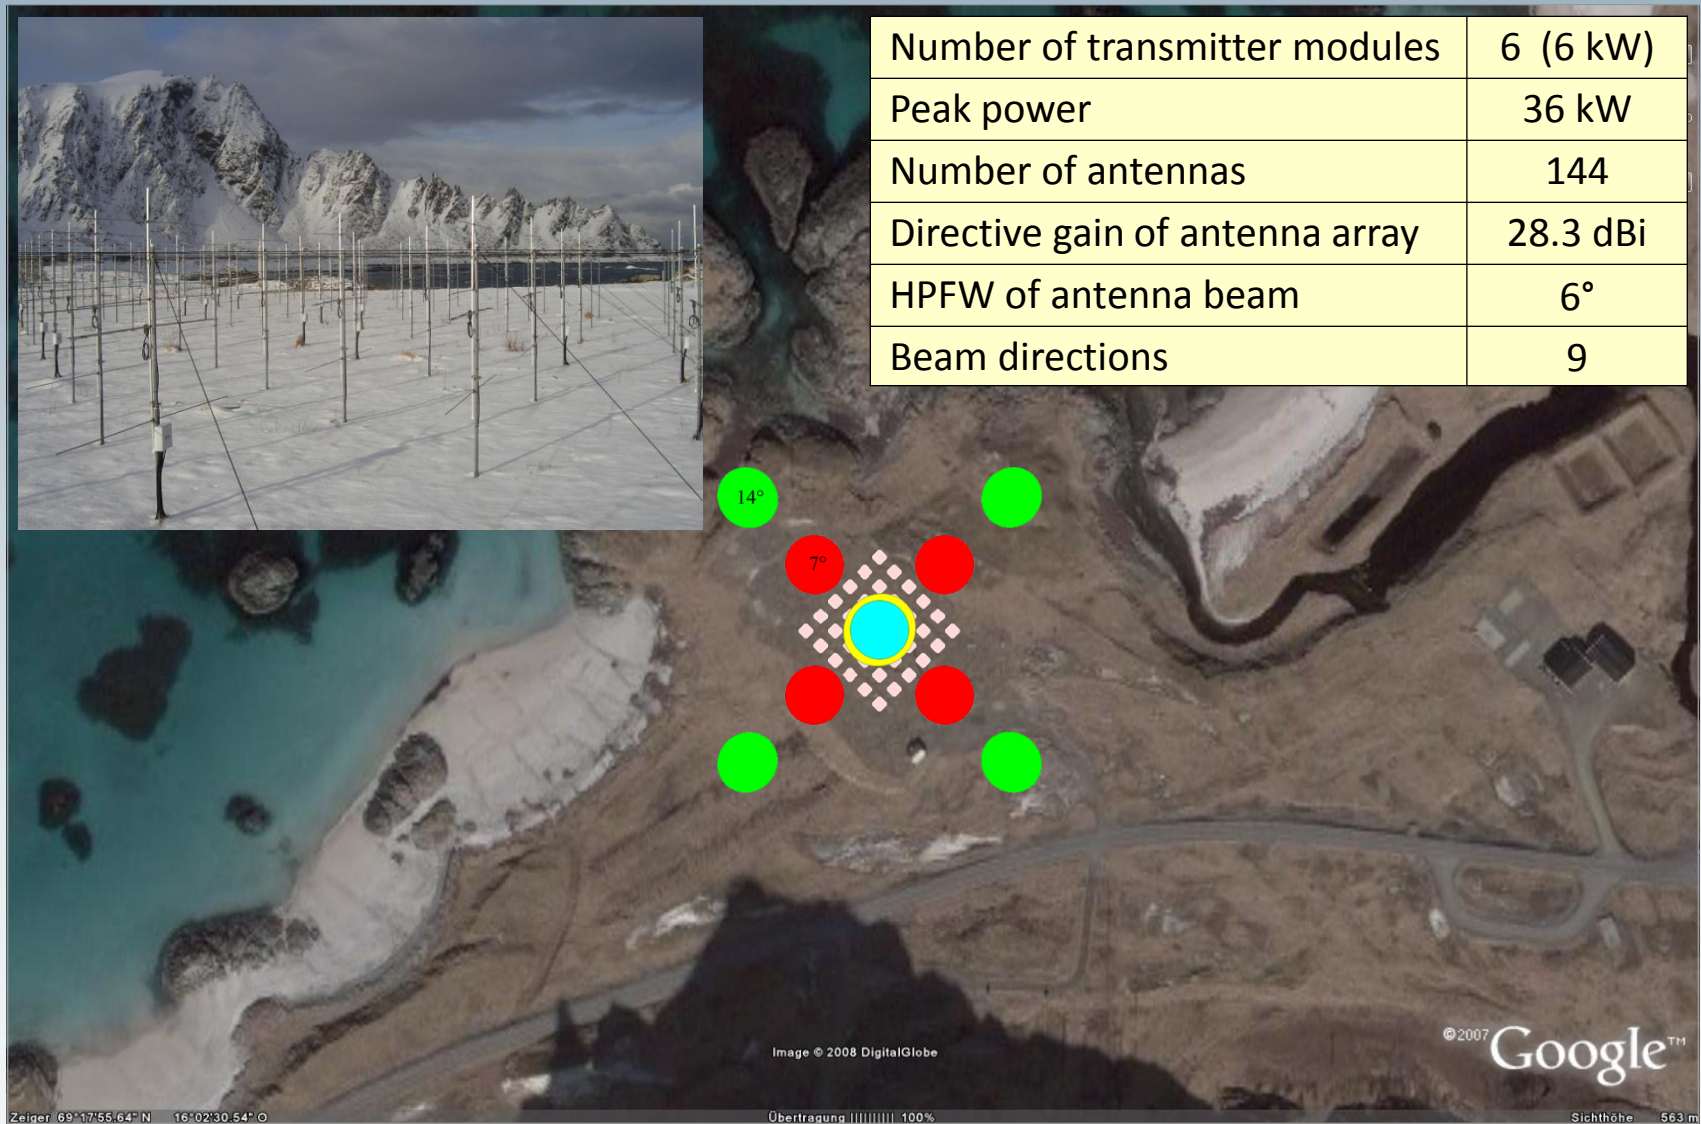 Number of transmitter modules 6 (6 kW)
Peak power 36 kW
Number of antennas 144
Directive gain of antenna array 28.3 dBi
HPFW of antenna beam 6°
Beam directions 9
14°
7°
©2007 Google™
Image © 2008 DigitalGlobe
Zeiger 69°17'55.64" N 16°02'30.54" O Übertragung |||||||||| 100% Sichthöhe 563 m